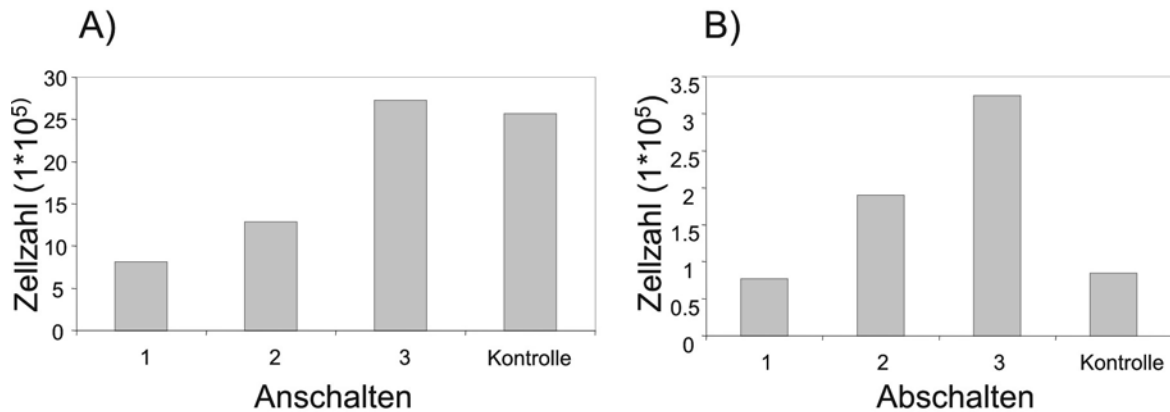 A)
Zellzahl (1*10⁵)
30
25
20
15
10
5
0
1 2 3 Kontrolle
Anschalten
B)
Zellzahl (1*10⁵)
3.5
3
2.5
2
1.5
1
0.5
0
1 2 3 Kontrolle
Abschalten